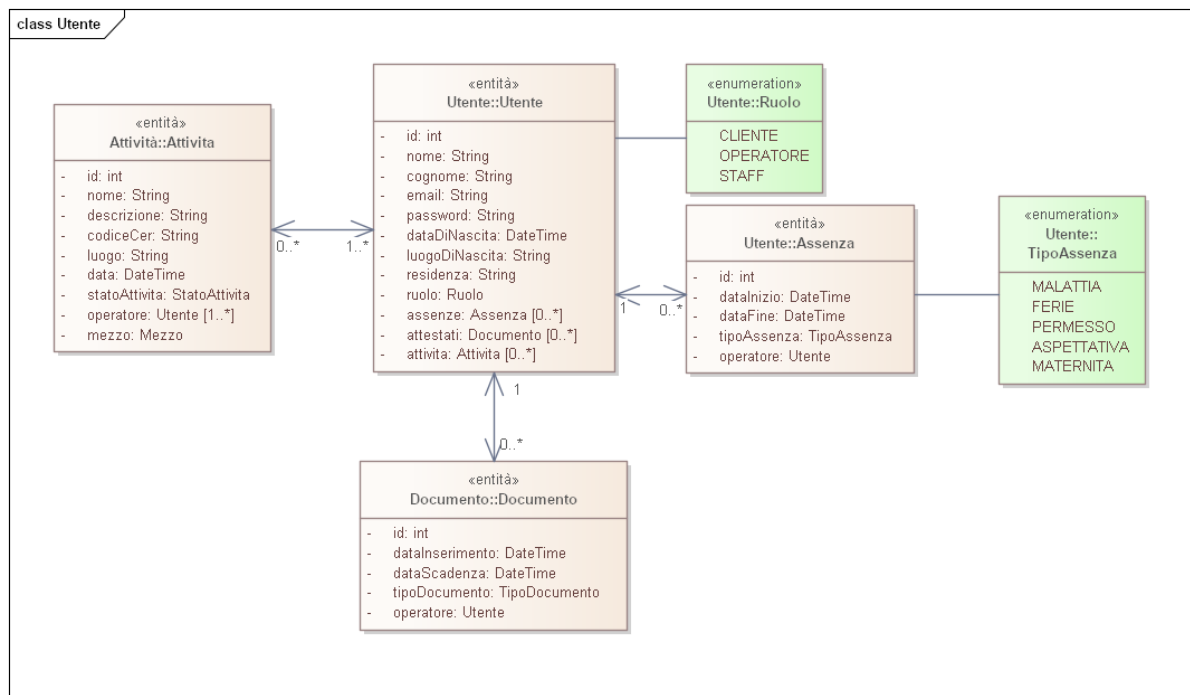 class Utente
«entità»
Attività::Attivita
- id: int
- nome: String
- descrizione: String
- codiceCer: String
- luogo: String
- data: DateTime
- statoAttivita: StatoAttivita
- operatore: Utente [1..*]
- mezzo: Mezzo
0..*
1..*
«entità»
Utente::Utente
- id: int
- nome: String
- cognome: String
- email: String
- password: String
- dataDiNascita: DateTime
- luogoDiNascita: String
- residenza: String
- ruolo: Ruolo
- assenze: Assenza [0..*]
- attestati: Documento [0..*]
- attivita: Attivita [0..*]
«enumeration»
Utente::Ruolo
CLIENTE
OPERATORE
STAFF
1
0..*
«entità»
Utente::Assenza
- id: int
- dataInizio: DateTime
- dataFine: DateTime
- tipoAssenza: TipoAssenza
- operatore: Utente
«enumeration»
Utente::
TipoAssenza
MALATTIA
FERIE
PERMESSO
ASPETTATIVA
MATERNITA
1
0..*
«entità»
Documento::Documento
- id: int
- dataInserimento: DateTime
- dataScadenza: DateTime
- tipoDocumento: TipoDocumento
- operatore: Utente